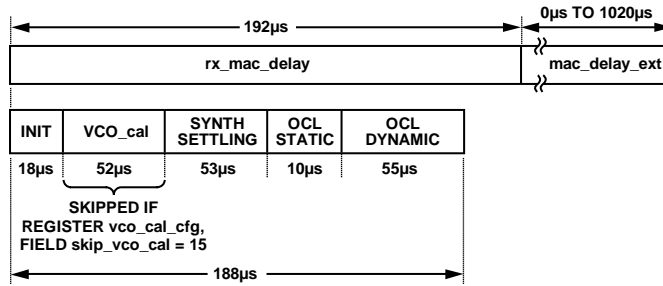 192µs
0µs TO 1020µs
rx_mac_delay
mac_delay_ext
INIT
VCO_cal
SYNTH
SETTLING
OCL
STATIC
OCL
DYNAMIC
18µs
52µs
53µs
10µs
55µs
SKIPPED IF
REGISTER vco_cal_cfg,
FIELD skip_vco_cal = 15
188µs